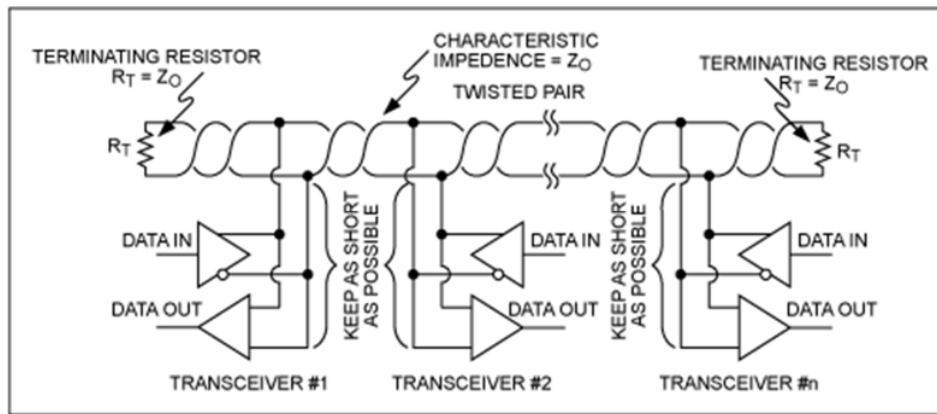 TERMINATING RESISTOR
RT = ZO
CHARACTERISTIC
IMPEDENCE = ZO
TWISTED PAIR
TERMINATING RESISTOR
RT = ZO
RT
RT
DATA IN
DATA OUT
KEEP AS SHORT
AS POSSIBLE
DATA IN
DATA OUT
KEEP AS SHORT
AS POSSIBLE
DATA IN
DATA OUT
TRANSCEIVER #1
TRANSCEIVER #2
TRANSCEIVER #n